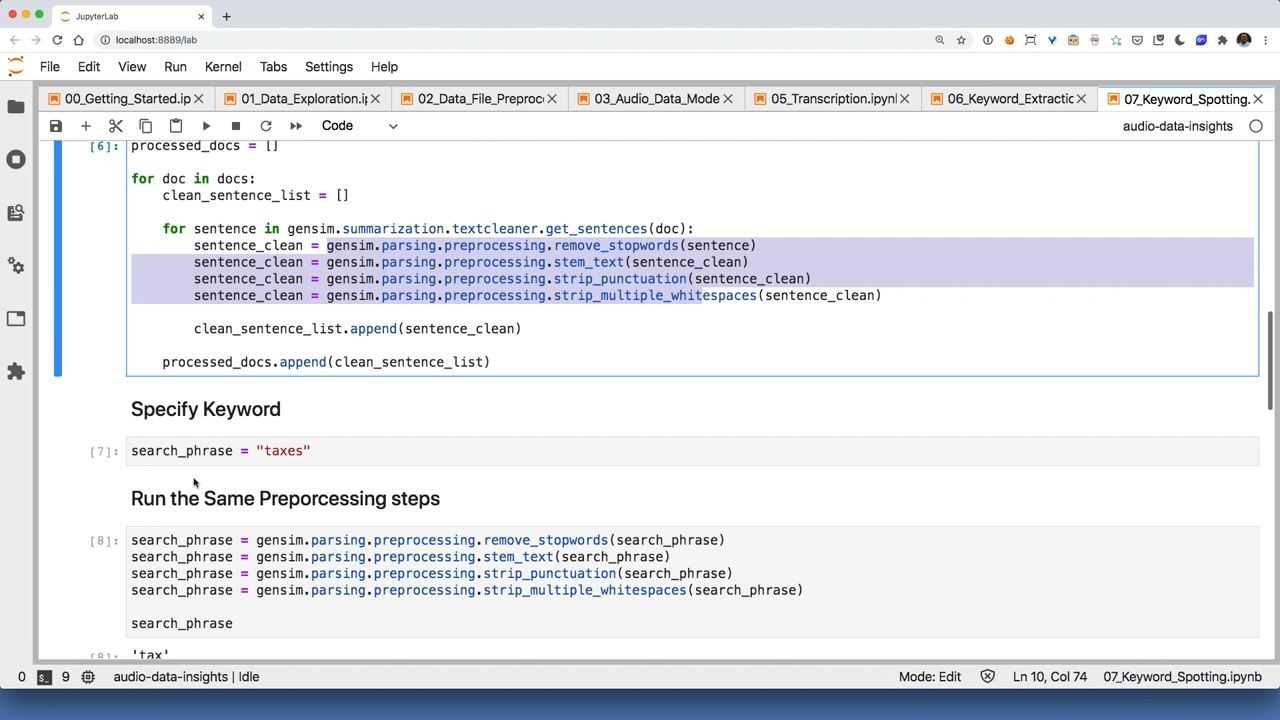 JupyterLab
localhost:8889/lab
File Edit View Run Kernel Tabs Settings Help
00_Getting_Started.ip 01_Data_Exploration.i 02_Data_File_Preproc 03_Audio_Data_Mode 05_Transcription.ipynl 06_Keyword_Extractic 07_Keyword_Spotting.
Code audio-data-insights
[6]: processed_docs = []
for doc in docs:
clean_sentence_list = []
for sentence in gensim.summarization.textcleaner.get_sentences(doc):
sentence_clean = gensim.parsing.preprocessing.remove_stopwords(sentence)
sentence_clean = gensim.parsing.preprocessing.stem_text(sentence_clean)
sentence_clean = gensim.parsing.preprocessing.strip_punctuation(sentence_clean)
sentence_clean = gensim.parsing.preprocessing.strip_multiple_whitespaces(sentence_clean)
clean_sentence_list.append(sentence_clean)
processed_docs.append(clean_sentence_list)
Specify Keyword
[7]: search_phrase = "taxes"
Run the Same Preporcessing steps
[8]: search_phrase = gensim.parsing.preprocessing.remove_stopwords(search_phrase)
search_phrase = gensim.parsing.preprocessing.stem_text(search_phrase)
search_phrase = gensim.parsing.preprocessing.strip_punctuation(search_phrase)
search_phrase = gensim.parsing.preprocessing.strip_multiple_whitespaces(search_phrase)
search_phrase
[8]: 'tax'
0 $_ 9 audio-data-insights | Idle Mode: Edit Ln 10, Col 74 07_Keyword_Spotting.ipynb